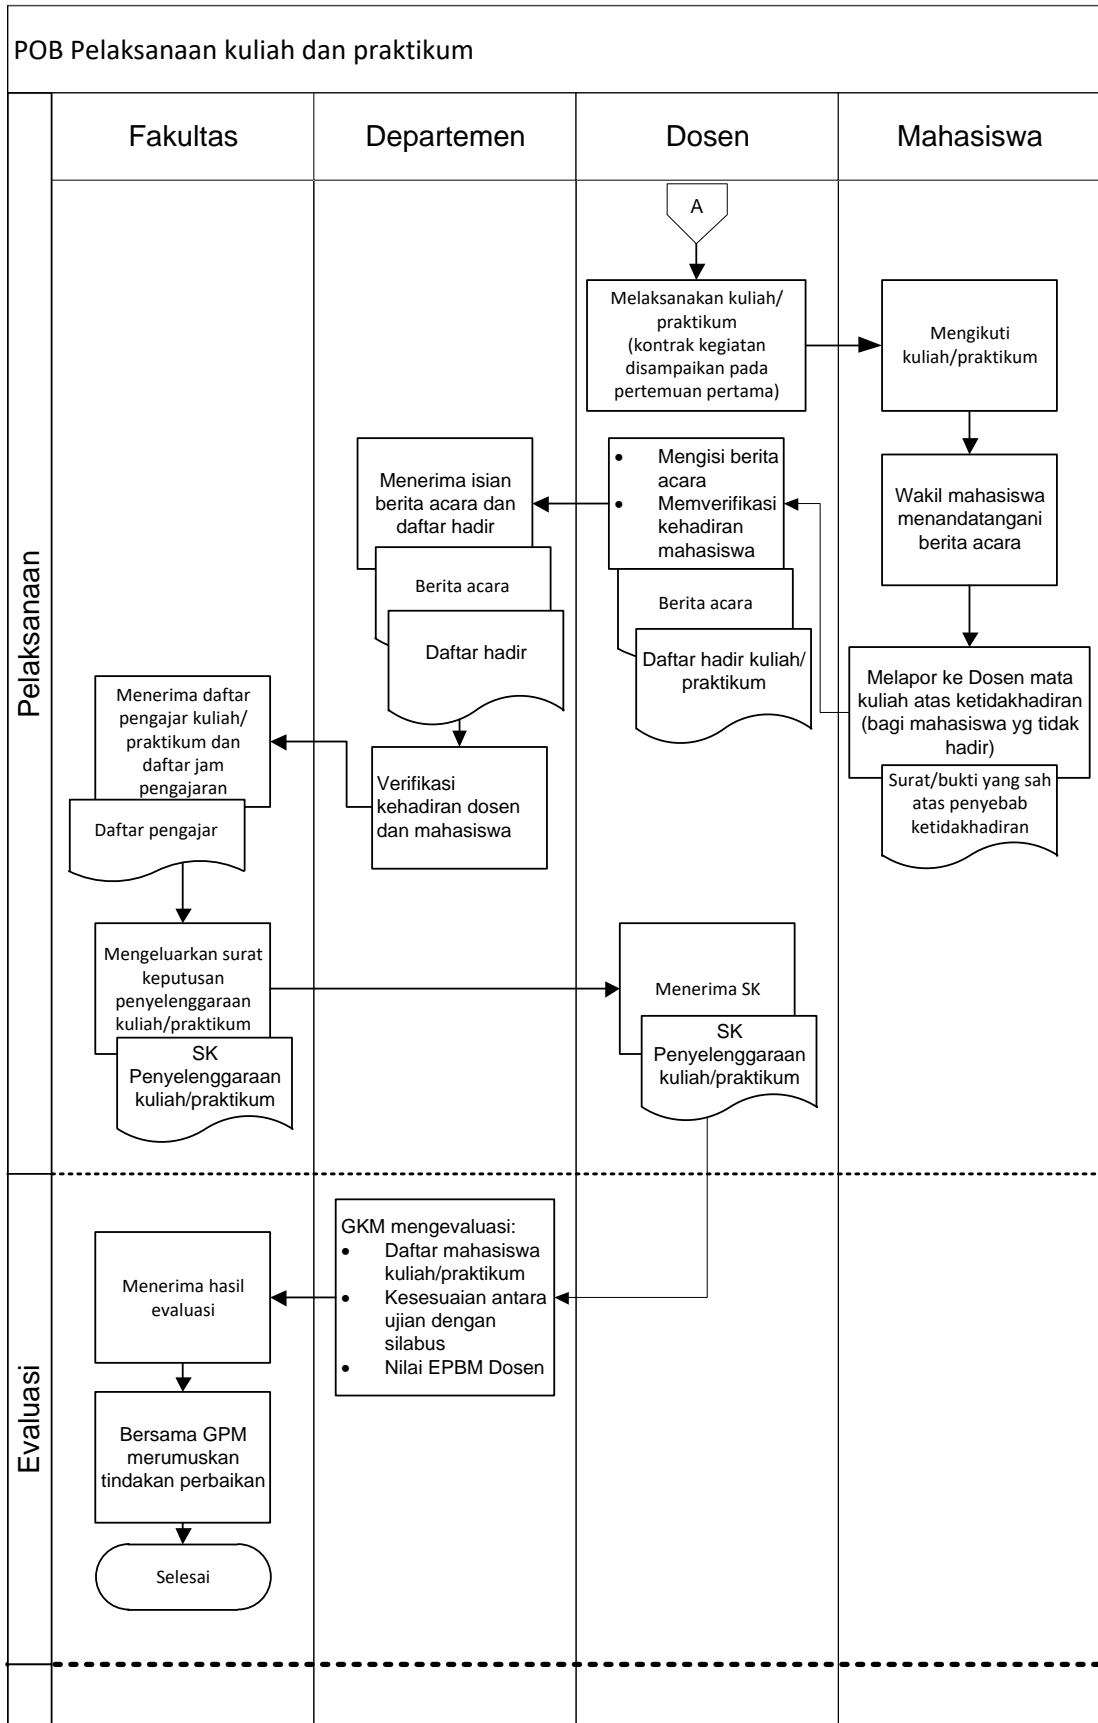 POB Pelaksanaan kuliah dan praktikum
Fakultas
Departemen
Dosen
Mahasiswa
Pelaksanaan
A
Melaksanakan kuliah/
praktikum
(kontrak kegiatan
disampaikan pada
pertemuan pertama)
Mengikuti
kuliah/praktikum
Wakil mahasiswa
menandatangani
berita acara
Melapor ke Dosen mata
kuliah atas ketidakhadiran
(bagi mahasiswa yg tidak
hadir)
Surat/bukti yang sah
atas penyebab
ketidakhadiran
• Mengisi berita
acara
• Memverifikasi
kehadiran
mahasiswa
Berita acara
Daftar hadir kuliah/
praktikum
Menerima isian
berita acara dan
daftar hadir
Berita acara
Daftar hadir
Verifikasi
kehadiran dosen
dan mahasiswa
Menerima daftar
pengajar kuliah/
praktikum dan
daftar jam
pengajaran
Daftar pengajar
Mengeluarkan surat
keputusan
penyelenggaraan
kuliah/praktikum
SK
Penyelenggaraan
kuliah/praktikum
Menerima SK
SK
Penyelenggaraan
kuliah/praktikum
Evaluasi
GKM mengevaluasi:
• Daftar mahasiswa
kuliah/praktikum
• Kesesuaian antara
ujian dengan
silabus
• Nilai EPBM Dosen
Menerima hasil
evaluasi
Bersama GPM
merumuskan
tindakan perbaikan
Selesai